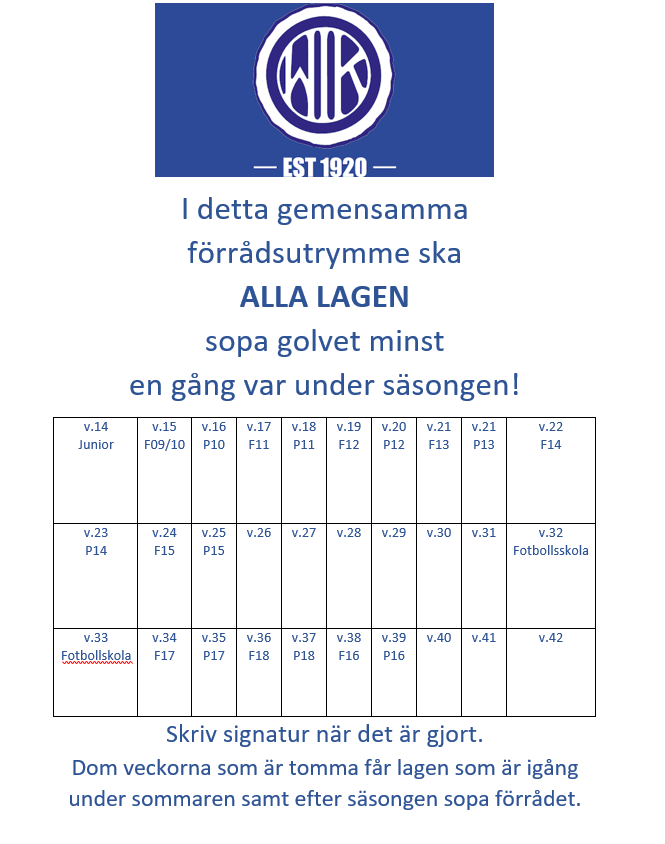 WIK
EST 1920
I detta gemensamma
förrådsutrymme ska
ALLA LAGEN
sopa golvet minst
en gång var under säsongen!
v.14 v.15 v.16 v.17 v.18 v.19 v.20 v.21 v.21 v.22
Junior F09/10 P10 F11 P11 F12 P12 F13 P13 F14
v.23 v.24 v.25 v.26 v.27 v.28 v.29 v.30 v.31 v.32
P14 F15 P15 Fotbollsskola
v.33 v.34 v.35 v.36 v.37 v.38 v.39 v.40 v.41 v.42
Fotbollskola F17 P17 F18 P18 F16 P16
Skriv signatur när det är gjort.
Dom veckorna som är tomma får lagen som är igång
under sommaren samt efter säsongen sopa förrådet.